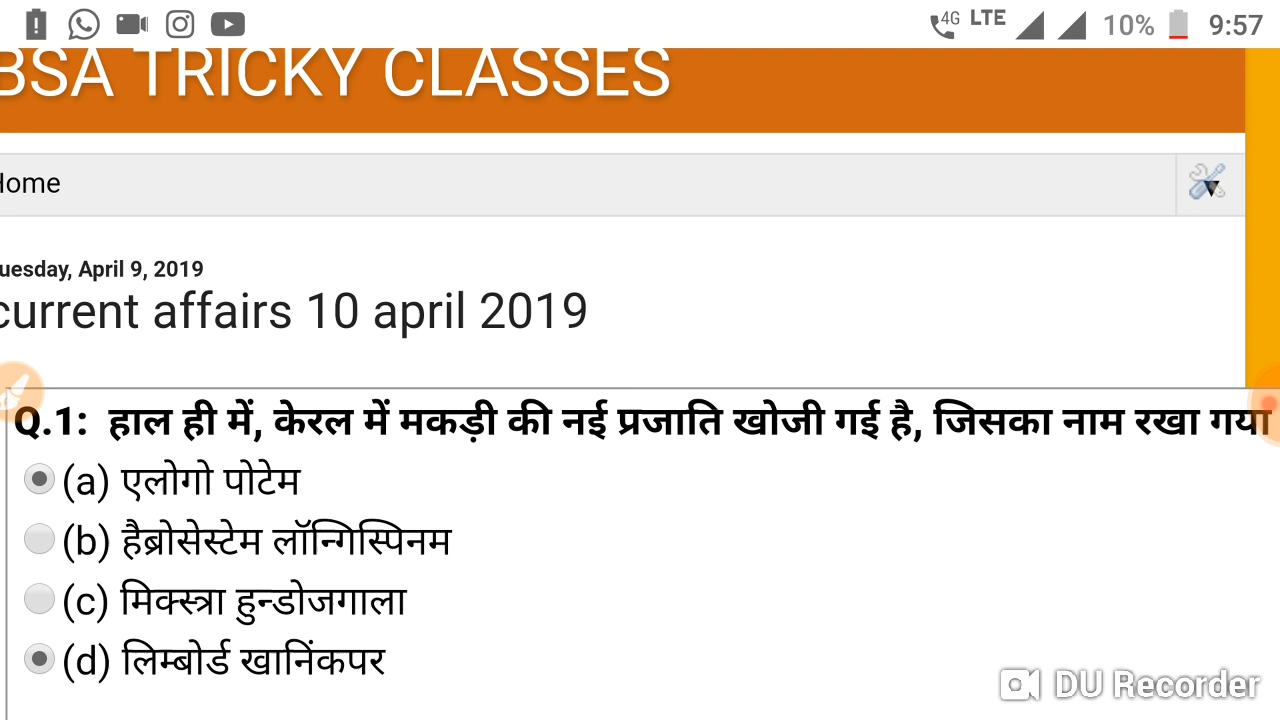 4G LTE 10% 9:57
BSA TRICKY CLASSES
Home
uesday, April 9, 2019
current affairs 10 april 2019
Q.1: हाल ही में, केरल में मकड़ी की नई प्रजाति खोजी गई है, जिसका नाम रखा गया
(a) एलोगो पोटेम
(b) हैब्रोसेस्टेम लॉन्गिस्पिनम
(c) मिक्स्त्रा हुन्डोजगाला
(d) लिम्बोर्ड खानिंकपर
DU Recorder